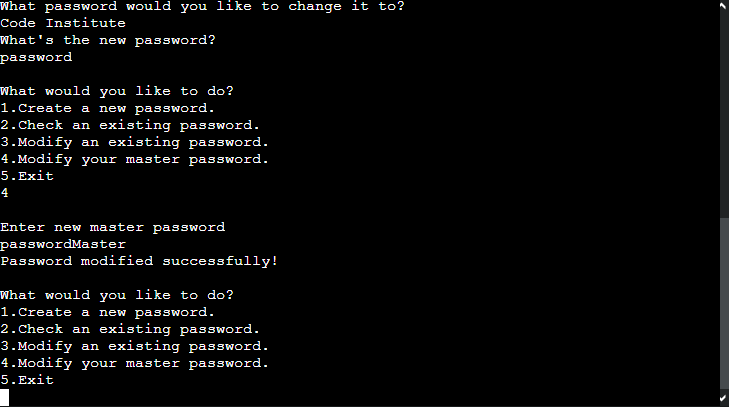 What password would you like to change it to?
Code Institute
What's the new password?
password
What would you like to do?
1.Create a new password.
2.Check an existing password.
3.Modify an existing password.
4.Modify your master password.
5.Exit
4
Enter new master password
passwordMaster
Password modified successfully!
What would you like to do?
1.Create a new password.
2.Check an existing password.
3.Modify an existing password.
4.Modify your master password.
5.Exit